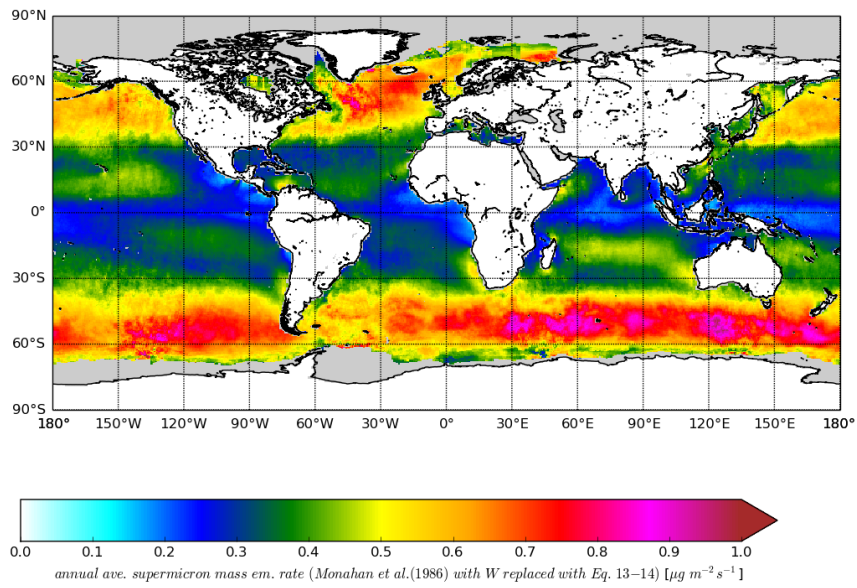 90°N
60°N
30°N
0°
30°S
60°S
90°S
180° 150°W 120°W 90°W 60°W 30°W 0° 30°E 60°E 90°E 120°E 150°E 180°
0.0 0.1 0.2 0.3 0.4 0.5 0.6 0.7 0.8 0.9 1.0
annual ave. supermicron mass em. rate (Monahan et al.(1986) with W replaced with Eq. 13−14) [μg m⁻² s⁻¹]